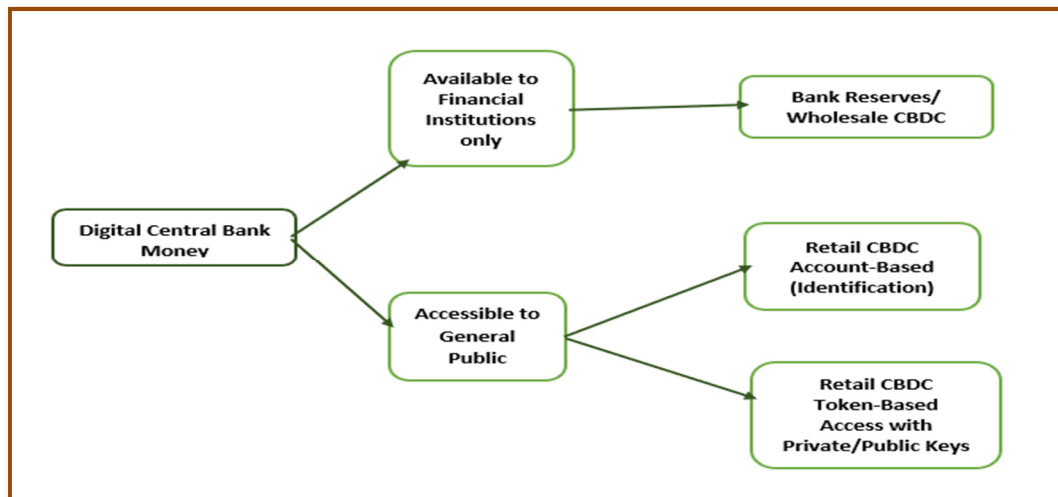 Available to
Financial
Institutions
only
Bank Reserves/
Wholesale CBDC
Digital Central Bank
Money
Retail CBDC
Account-Based
(Identification)
Accessible to
General
Public
Retail CBDC
Token-Based
Access with
Private/Public Keys